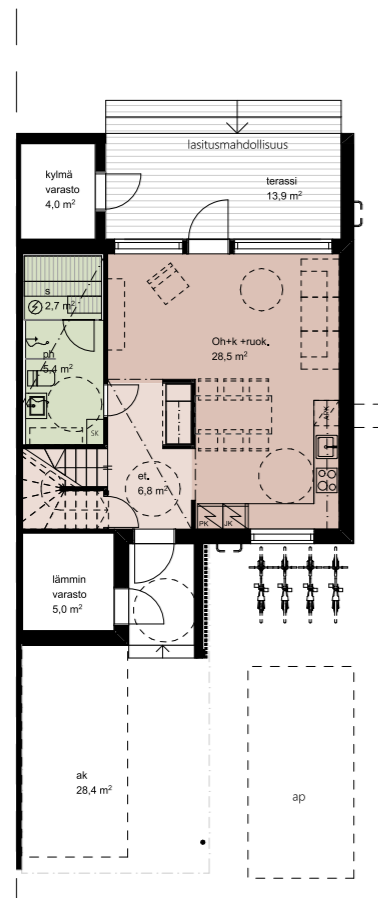 lasitusmahdollisuus
kylmä
varasto
4,0 m²
terassi
13,9 m²
s
2,7 m²
Oh+k +ruok.
28,5 m²
ph
5,4 m²
APK
SK
et.
6,8 m²
PK
JK
lämmin
varasto
5,0 m²
ak
28,4 m²
ap